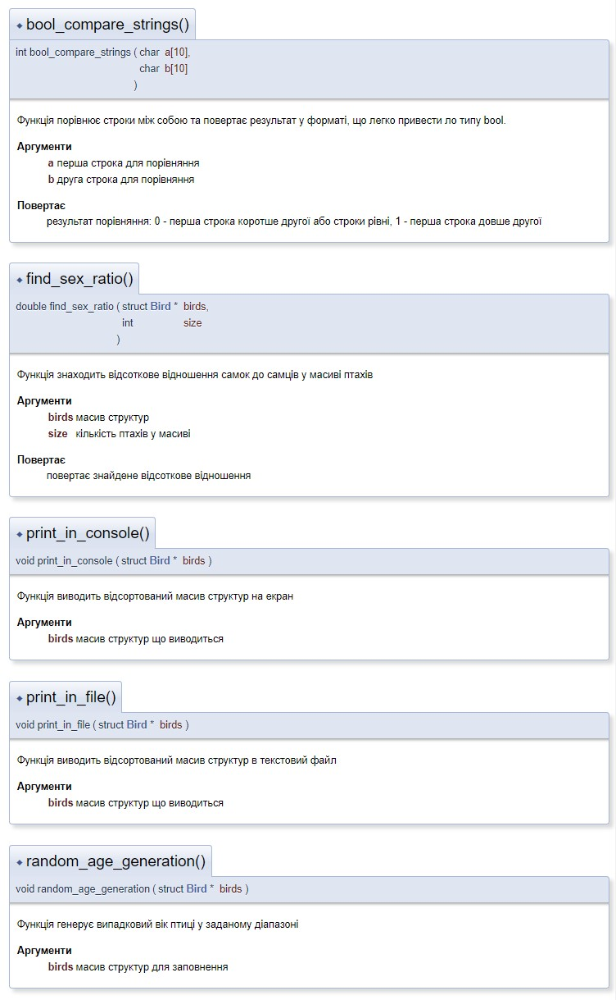 bool_compare_strings()
int bool_compare_strings ( char a[10],
char b[10]
)
Функція порівнює строки між собою та повертає результат у форматі, що легко привести ло типу bool.
Аргументи
a перша строка для порівняння
b друга строка для порівняння
Повертає
результат порівняння: 0 - перша строка коротше другої або строки рівні, 1 - перша строка довше другої
find_sex_ratio()
double find_sex_ratio ( struct Bird * birds,
int size
)
Функція знаходить відсоткове відношення самок до самців у масиві птахів
Аргументи
birds масив структур
size кількість птахів у масиві
Повертає
повертає знайдене відсоткове відношення
print_in_console()
void print_in_console ( struct Bird * birds )
Функція виводить відсортований масив структур на екран
Аргументи
birds масив структур що виводиться
print_in_file()
void print_in_file ( struct Bird * birds )
Функція виводить відсортований масив структур в текстовий файл
Аргументи
birds масив структур що виводиться
random_age_generation()
void random_age_generation ( struct Bird * birds )
Функція генерує випадковий вік птиці у заданому діапазоні
Аргументи
birds масив структур для заповнення